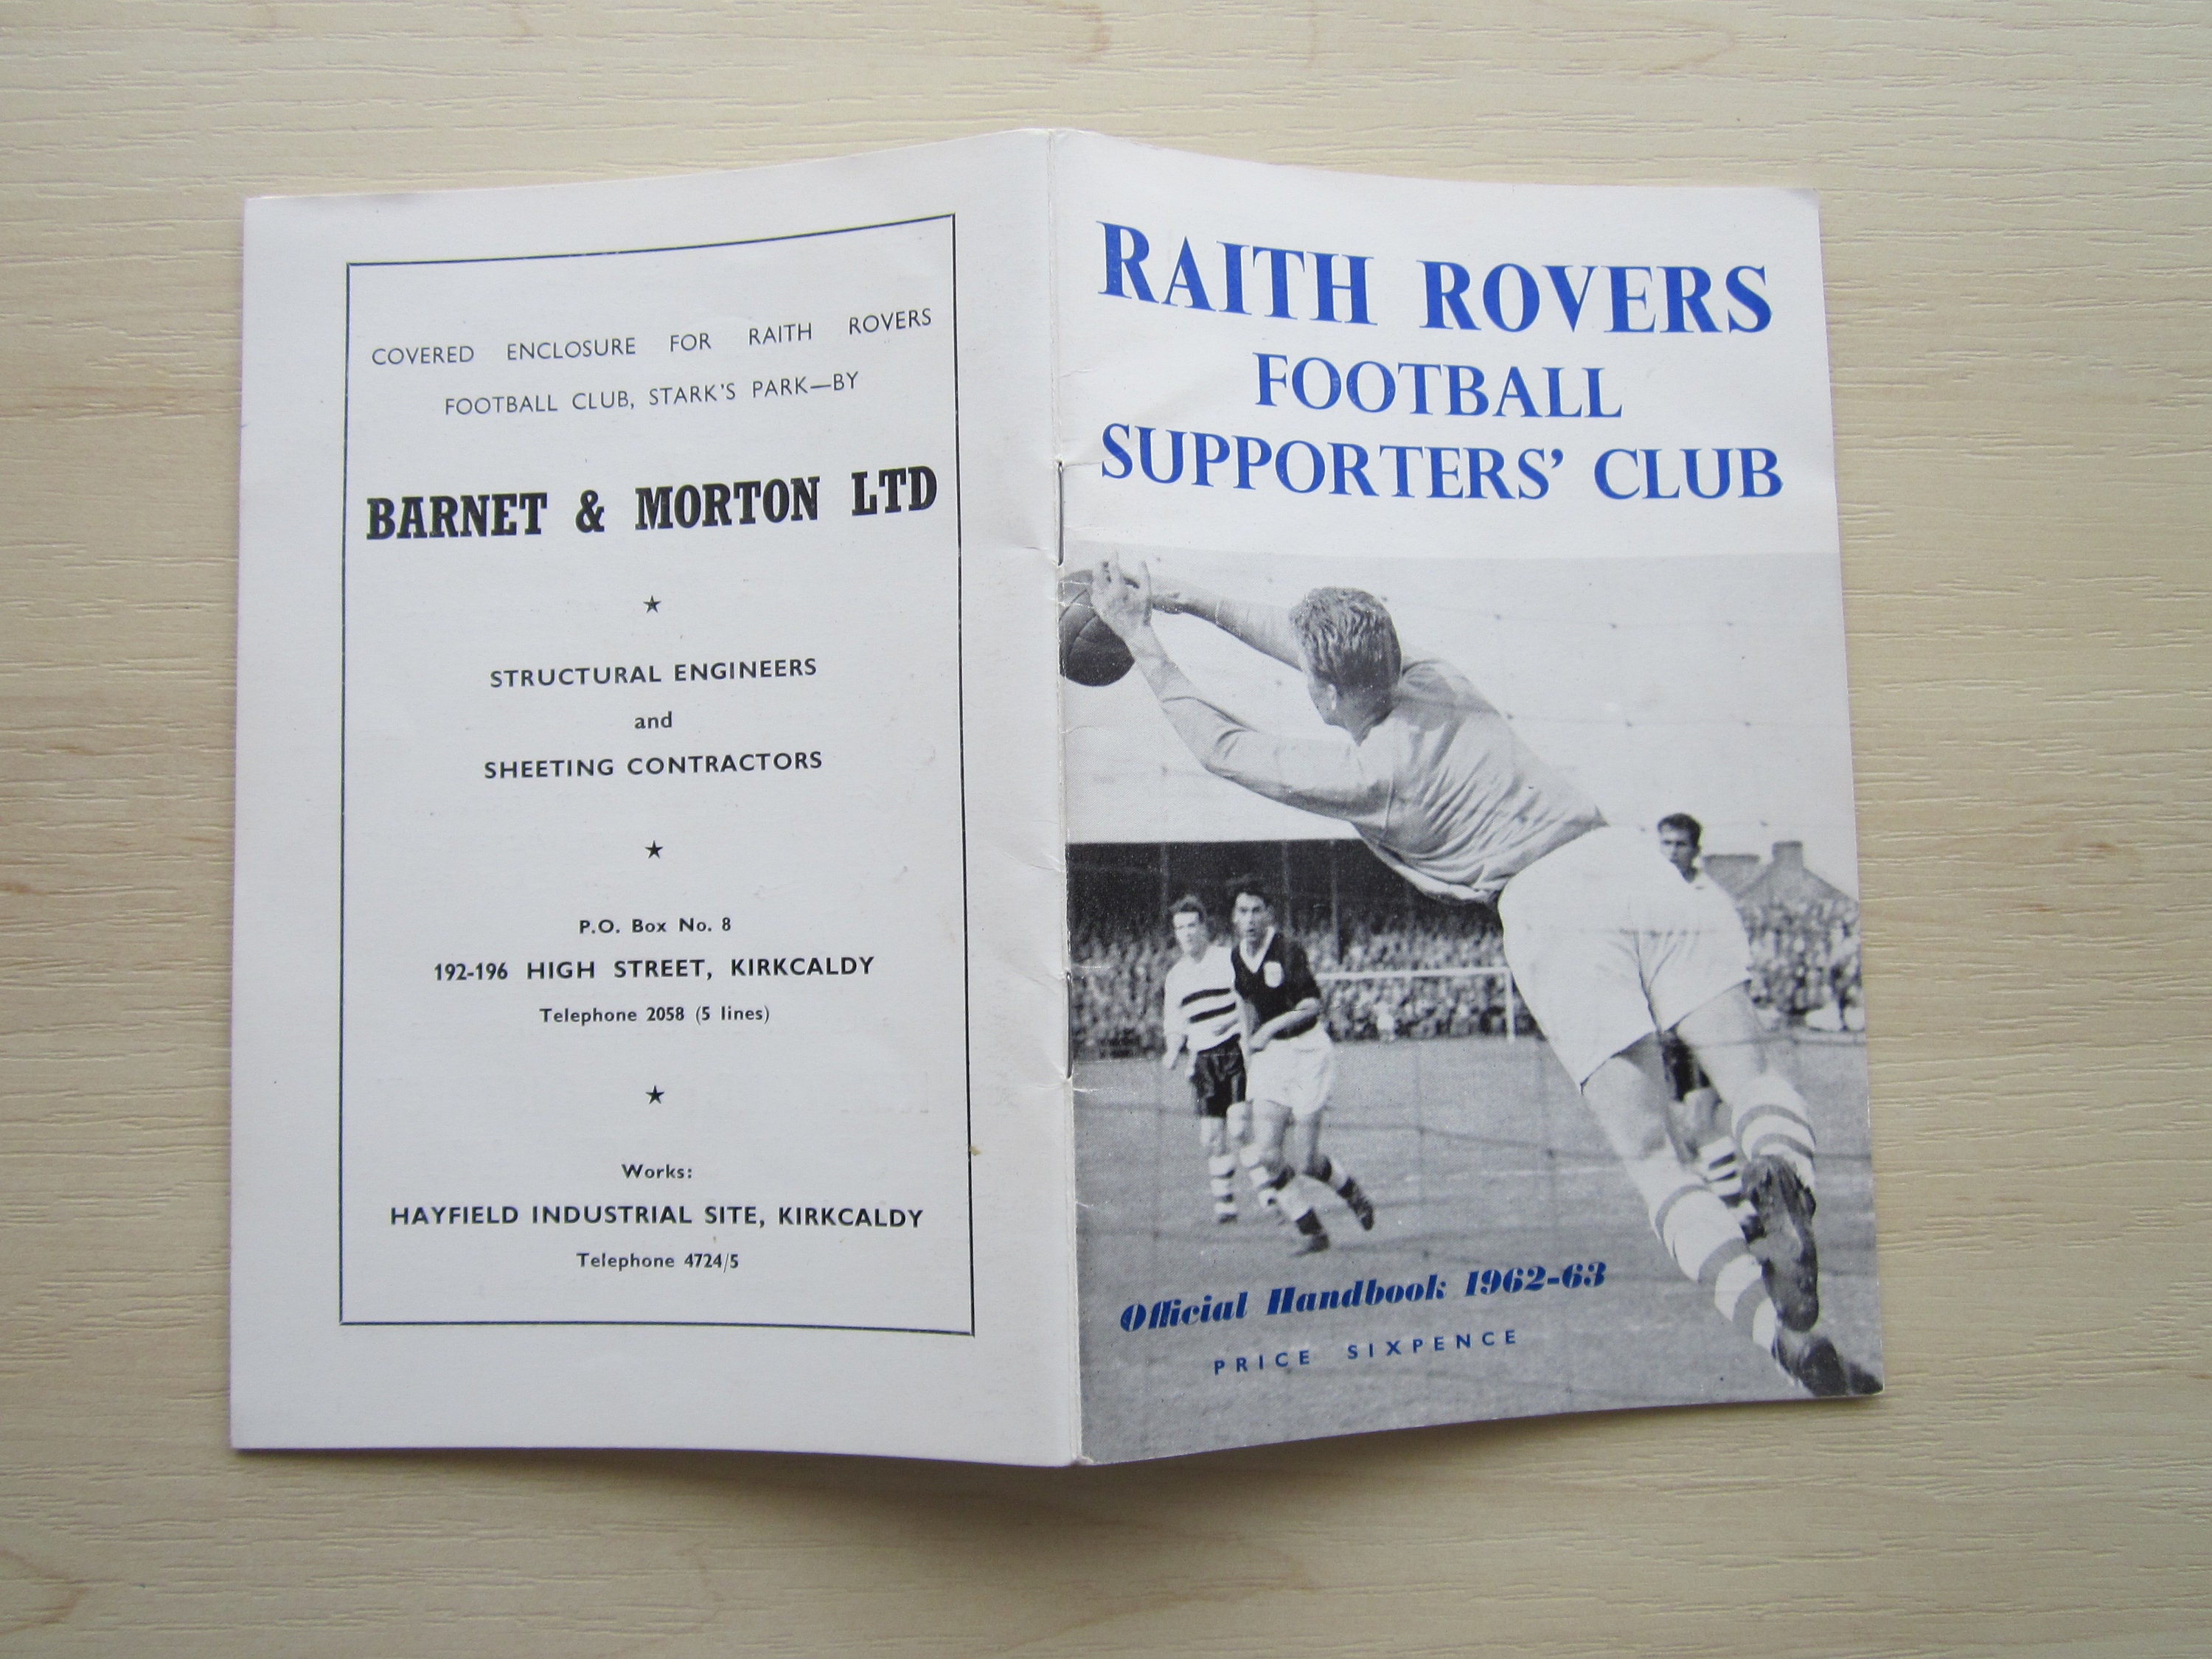 COVERED ENCLOSURE FOR RAITH ROVERS
FOOTBALL CLUB, STARK'S PARK—BY
BARNET & MORTON LTD
★
STRUCTURAL ENGINEERS
and
SHEETING CONTRACTORS
★
P.O. Box No. 8
192-196 HIGH STREET, KIRKCALDY
Telephone 2058 (5 lines)
★
Works:
HAYFIELD INDUSTRIAL SITE, KIRKCALDY
Telephone 4724/5
RAITH ROVERS
FOOTBALL
SUPPORTERS' CLUB
Official Handbook 1962-63
PRICE SIXPENCE